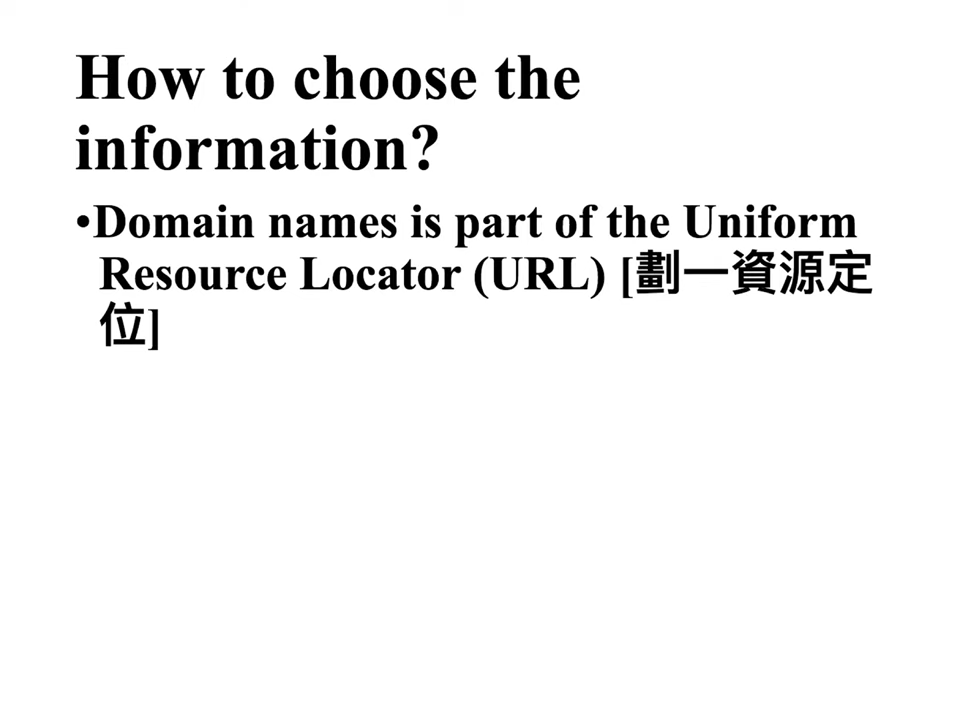 How to choose the
information?
•Domain names is part of the Uniform
Resource Locator (URL) [劃一資源定
位]